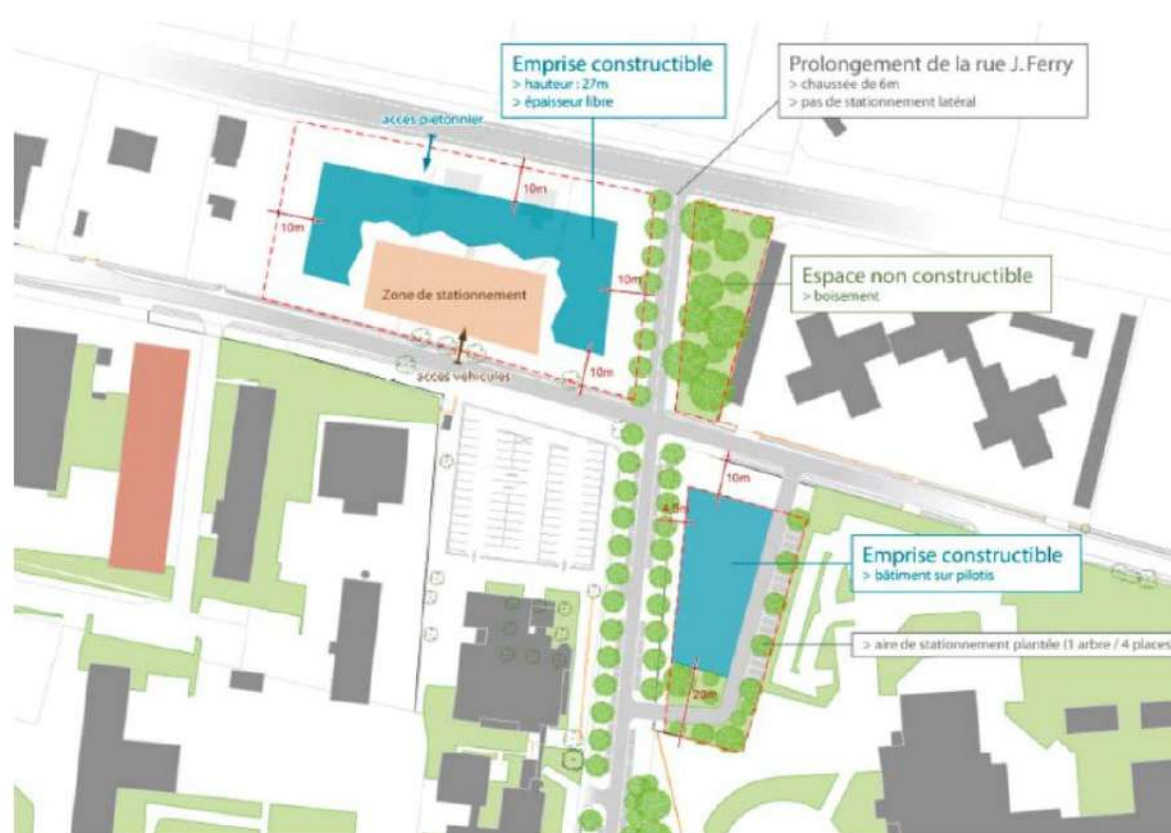 Emprise constructible
> hauteur : 27m
> épaisseur libre
Prolongement de la rue J. Ferry
> chaussée de 6m
> pas de stationnement latéral
accès piétonnier
10m
10m
10m
10m
Zone de stationnement
accès véhicules
Espace non constructible
> boisement
10m
4,5m
Emprise constructible
> bâtiment sur pilotis
> aire de stationnement plantée (1 arbre / 4 places
20m